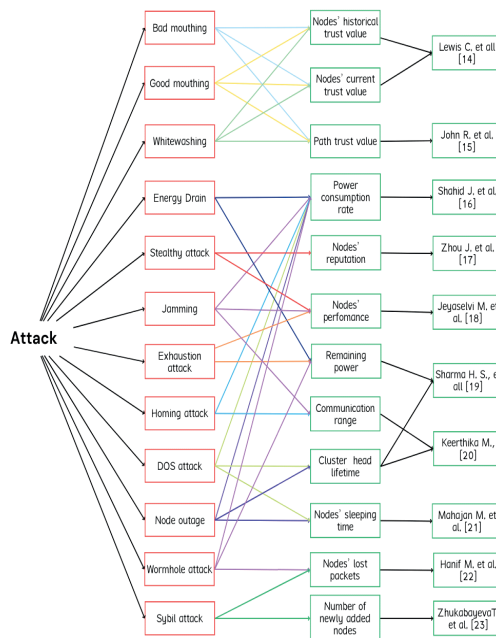 Attack
Bad mouthing
Good mouthing
Whitewashing
Energy Drain
Stealthy attack
Jamming
Exhaustion
attack
Homing attack
DOS attack
Node outage
Wormhole attack
Sybil attack
Nodes' historical
trust value
Nodes' current
trust value
Path trust value
Power
consumption
rate
Nodes'
reputation
Nodes'
perfomance
Remaining
power
Communication
range
Cluster head
lifetime
Nodes' sleeping
time
Nodes' lost
packets
Number of
newly added
nodes
Lewis C. et all
[14]
John R. et al.
[15]
Shahid J. et al.
[16]
Zhou J. et al.
[17]
Jeyaselvi M. et
al. [18]
Sharma H. S., e
all [19]
Keerthika M.,
[20]
Mahajan M. et
al. [21]
Hanif M. et al.
[22]
ZhukabayevaT
et al. [23]